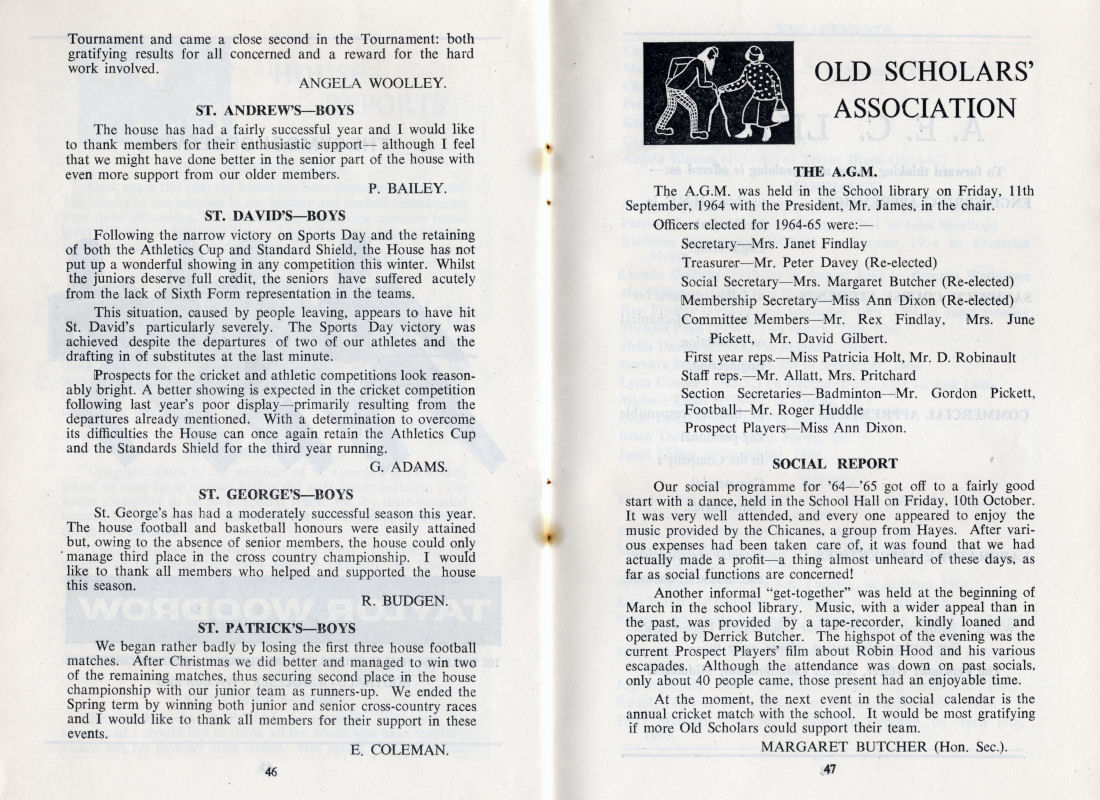 Tournament and came a close second in the Tournament: both
gratifying results for all concerned and a reward for the hard
work involved.
ANGELA WOOLLEY.
ST. ANDREW'S—BOYS
The house has had a fairly successful year and I would like
to thank members for their enthusiastic support— although I feel
that we might have done better in the senior part of the house with
even more support from our older members.
P. BAILEY.
ST. DAVID'S—BOYS
Following the narrow victory on Sports Day and the retaining
of both the Athletics Cup and Standard Shield, the House has not
put up a wonderful showing in any competition this winter. Whilst
the juniors deserve full credit, the seniors have suffered acutely
from the lack of Sixth Form representation in the teams.
This situation, caused by people leaving, appears to have hit
St. David's particularly severely. The Sports Day victory was
achieved despite the departures of two of our athletes and the
drafting in of substitutes at the last minute.
Prospects for the cricket and athletic competitions look reason-
ably bright. A better showing is expected in the cricket competition
following last year's poor display—primarily resulting from the
departures already mentioned. With a determination to overcome
its difficulties the House can once again retain the Athletics Cup
and the Standards Shield for the third year running.
G. ADAMS.
ST. GEORGE'S—BOYS
St. George's has had a moderately successful season this year.
The house football and basketball honours were easily attained
but, owing to the absence of senior members, the house could only
manage third place in the cross country championship. I would
like to thank all members who helped and supported the house
this season.
R. BUDGEN.
ST. PATRICK'S—BOYS
We began rather badly by losing the first three house football
matches. After Christmas we did better and managed to win two
of the remaining matches, thus securing second place in the house
championship with our junior team as runners-up. We ended the
Spring term by winning both junior and senior cross-country races
and I would like to thank all members for their support in these
events.
E. COLEMAN.
46
OLD SCHOLARS'
ASSOCIATION
THE A.G.M.
The A.G.M. was held in the School library on Friday, 11th
September, 1964 with the President, Mr. James, in the chair.
Officers elected for 1964-65 were:—
Secretary—Mrs. Janet Findlay
Treasurer—Mr. Peter Davey (Re-elected)
Social Secretary—Mrs. Margaret Butcher (Re-elected)
Membership Secretary—Miss Ann Dixon (Re-elected)
Committee Members—Mr. Rex Findlay, Mrs. June
Pickett, Mr. David Gilbert.
First year reps.—Miss Patricia Holt, Mr. D. Robinault
Staff reps.—Mr. Allatt, Mrs. Pritchard
Section Secretaries—Badminton—Mr. Gordon Pickett,
Football—Mr. Roger Huddle
Prospect Players—Miss Ann Dixon.
SOCIAL REPORT
Our social programme for '64—'65 got off to a fairly good
start with a dance, held in the School Hall on Friday, 10th October.
It was very well attended, and every one appeared to enjoy the
music provided by the Chicanes, a group from Hayes. After vari-
ous expenses had been taken care of, it was found that we had
actually made a profit—a thing almost unheard of these days, as
far as social functions are concerned!
Another informal "get-together" was held at the beginning of
March in the school library. Music, with a wider appeal than in
the past, was provided by a tape-recorder, kindly loaned and
operated by Derrick Butcher. The highspot of the evening was the
current Prospect Players' film about Robin Hood and his various
escapades. Although the attendance was down on past socials,
only about 40 people came, those present had an enjoyable time.
At the moment, the next event in the social calendar is the
annual cricket match with the school. It would be most gratifying
if more Old Scholars could support their team.
MARGARET BUTCHER (Hon. Sec.).
47